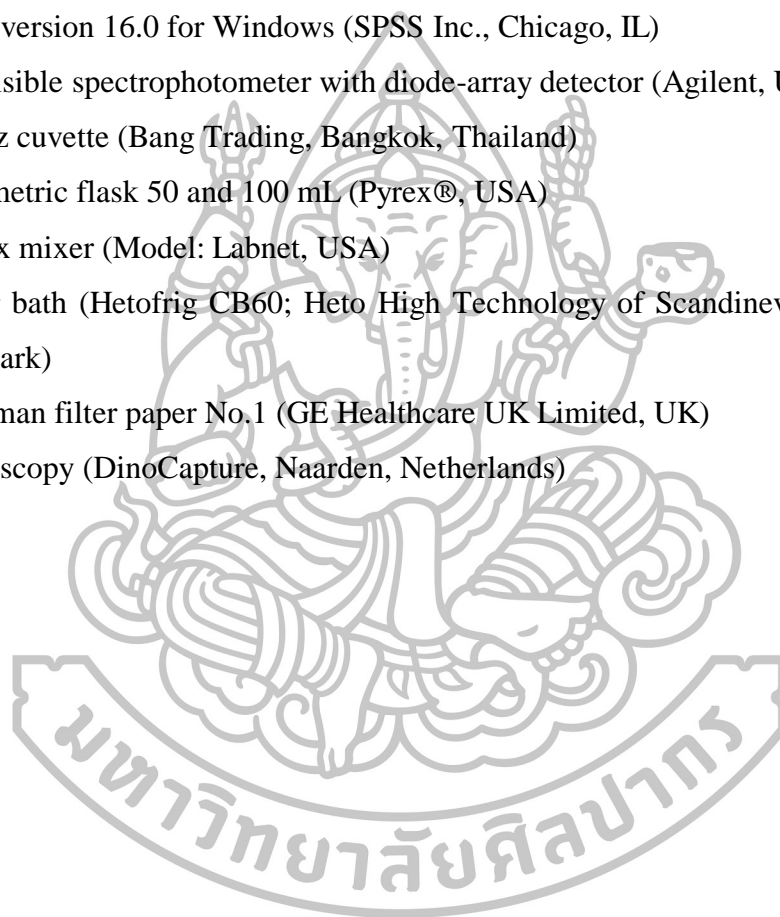 version 16.0 for Windows (SPSS Inc., Chicago, IL)
sible spectrophotometer with diode-array detector (Agilent, U
z cuvette (Bang Trading, Bangkok, Thailand)
netric flask 50 and 100 mL (Pyrex®, USA)
x mixer (Model: Labnet, USA)
bath (Hetofrig CB60; Heto High Technology of Scandinev
ark)
man filter paper No.1 (GE Healthcare UK Limited, UK)
scopy (DinoCapture, Naarden, Netherlands)
มหาวิทยาลัยศิลปากร